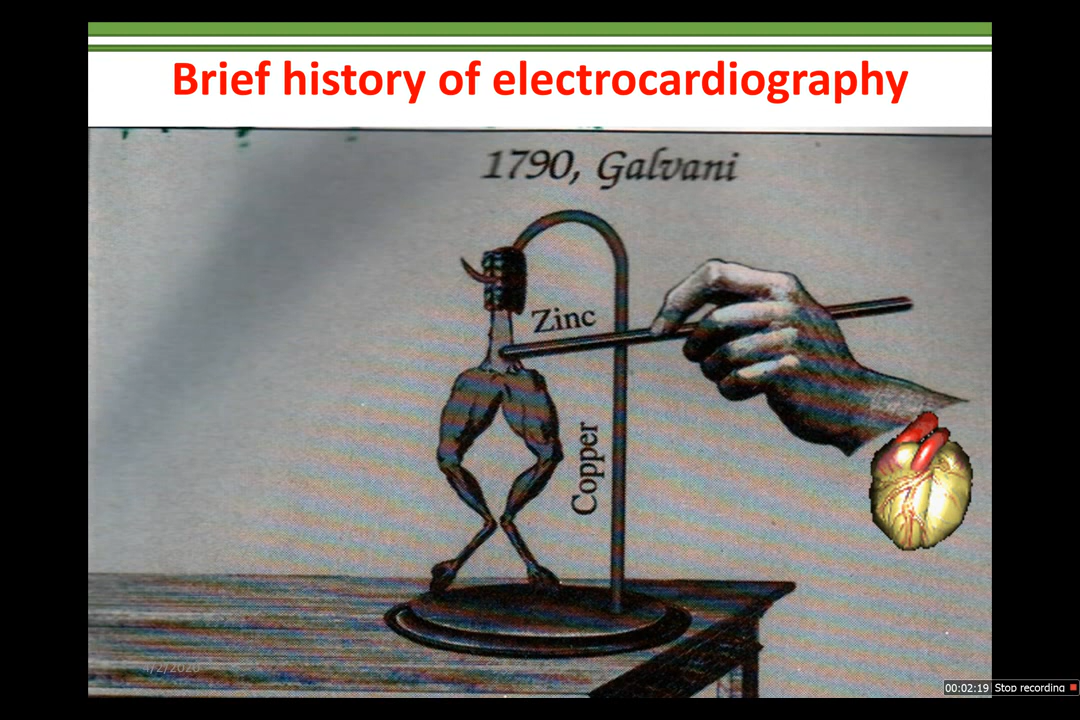 Brief history of electrocardiography
1790, Galvani
Zinc
Copper
00:02:19 Stop recording